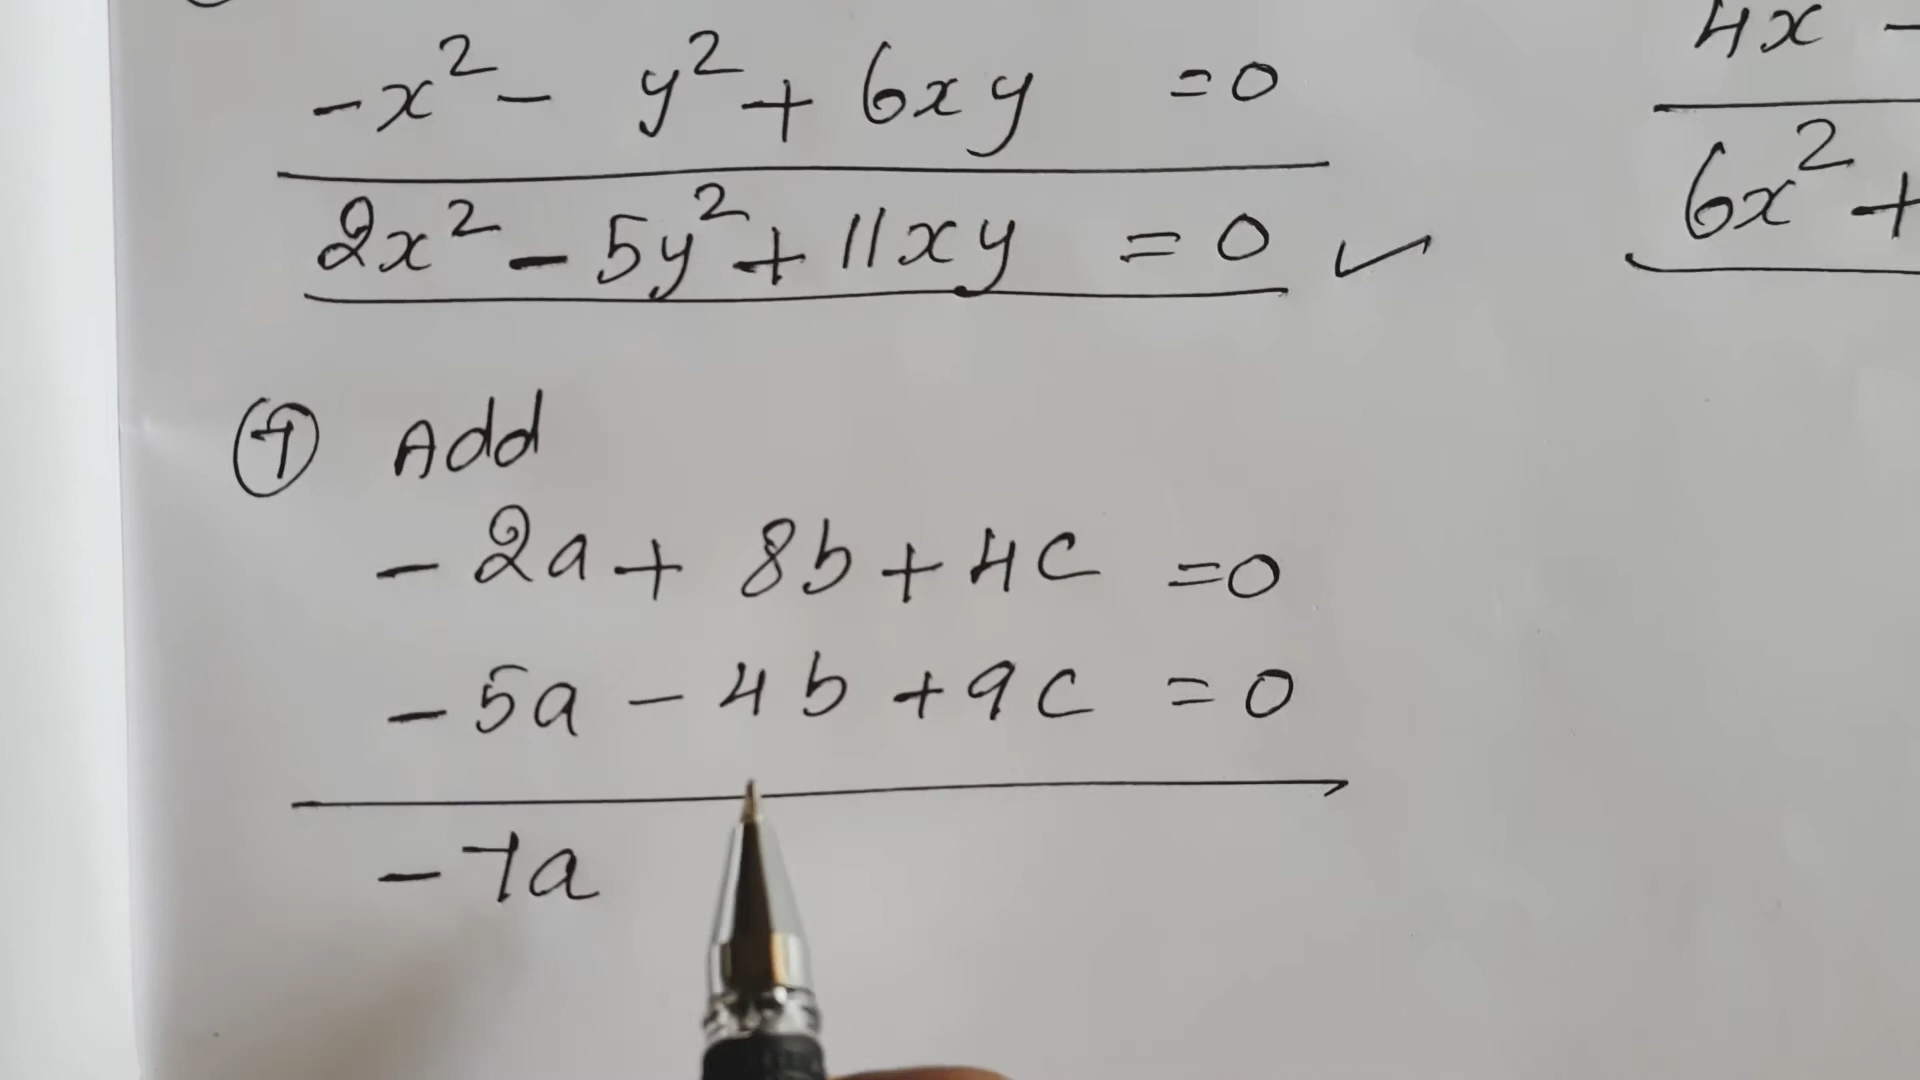 -x² - y² + 6xy = 0
2x² - 5y² + 11xy = 0 ✓
4x -
6x² +
⑦ Add
- 2a + 8b + 4c = 0
- 5a - 4b + 9c = 0
- 7a